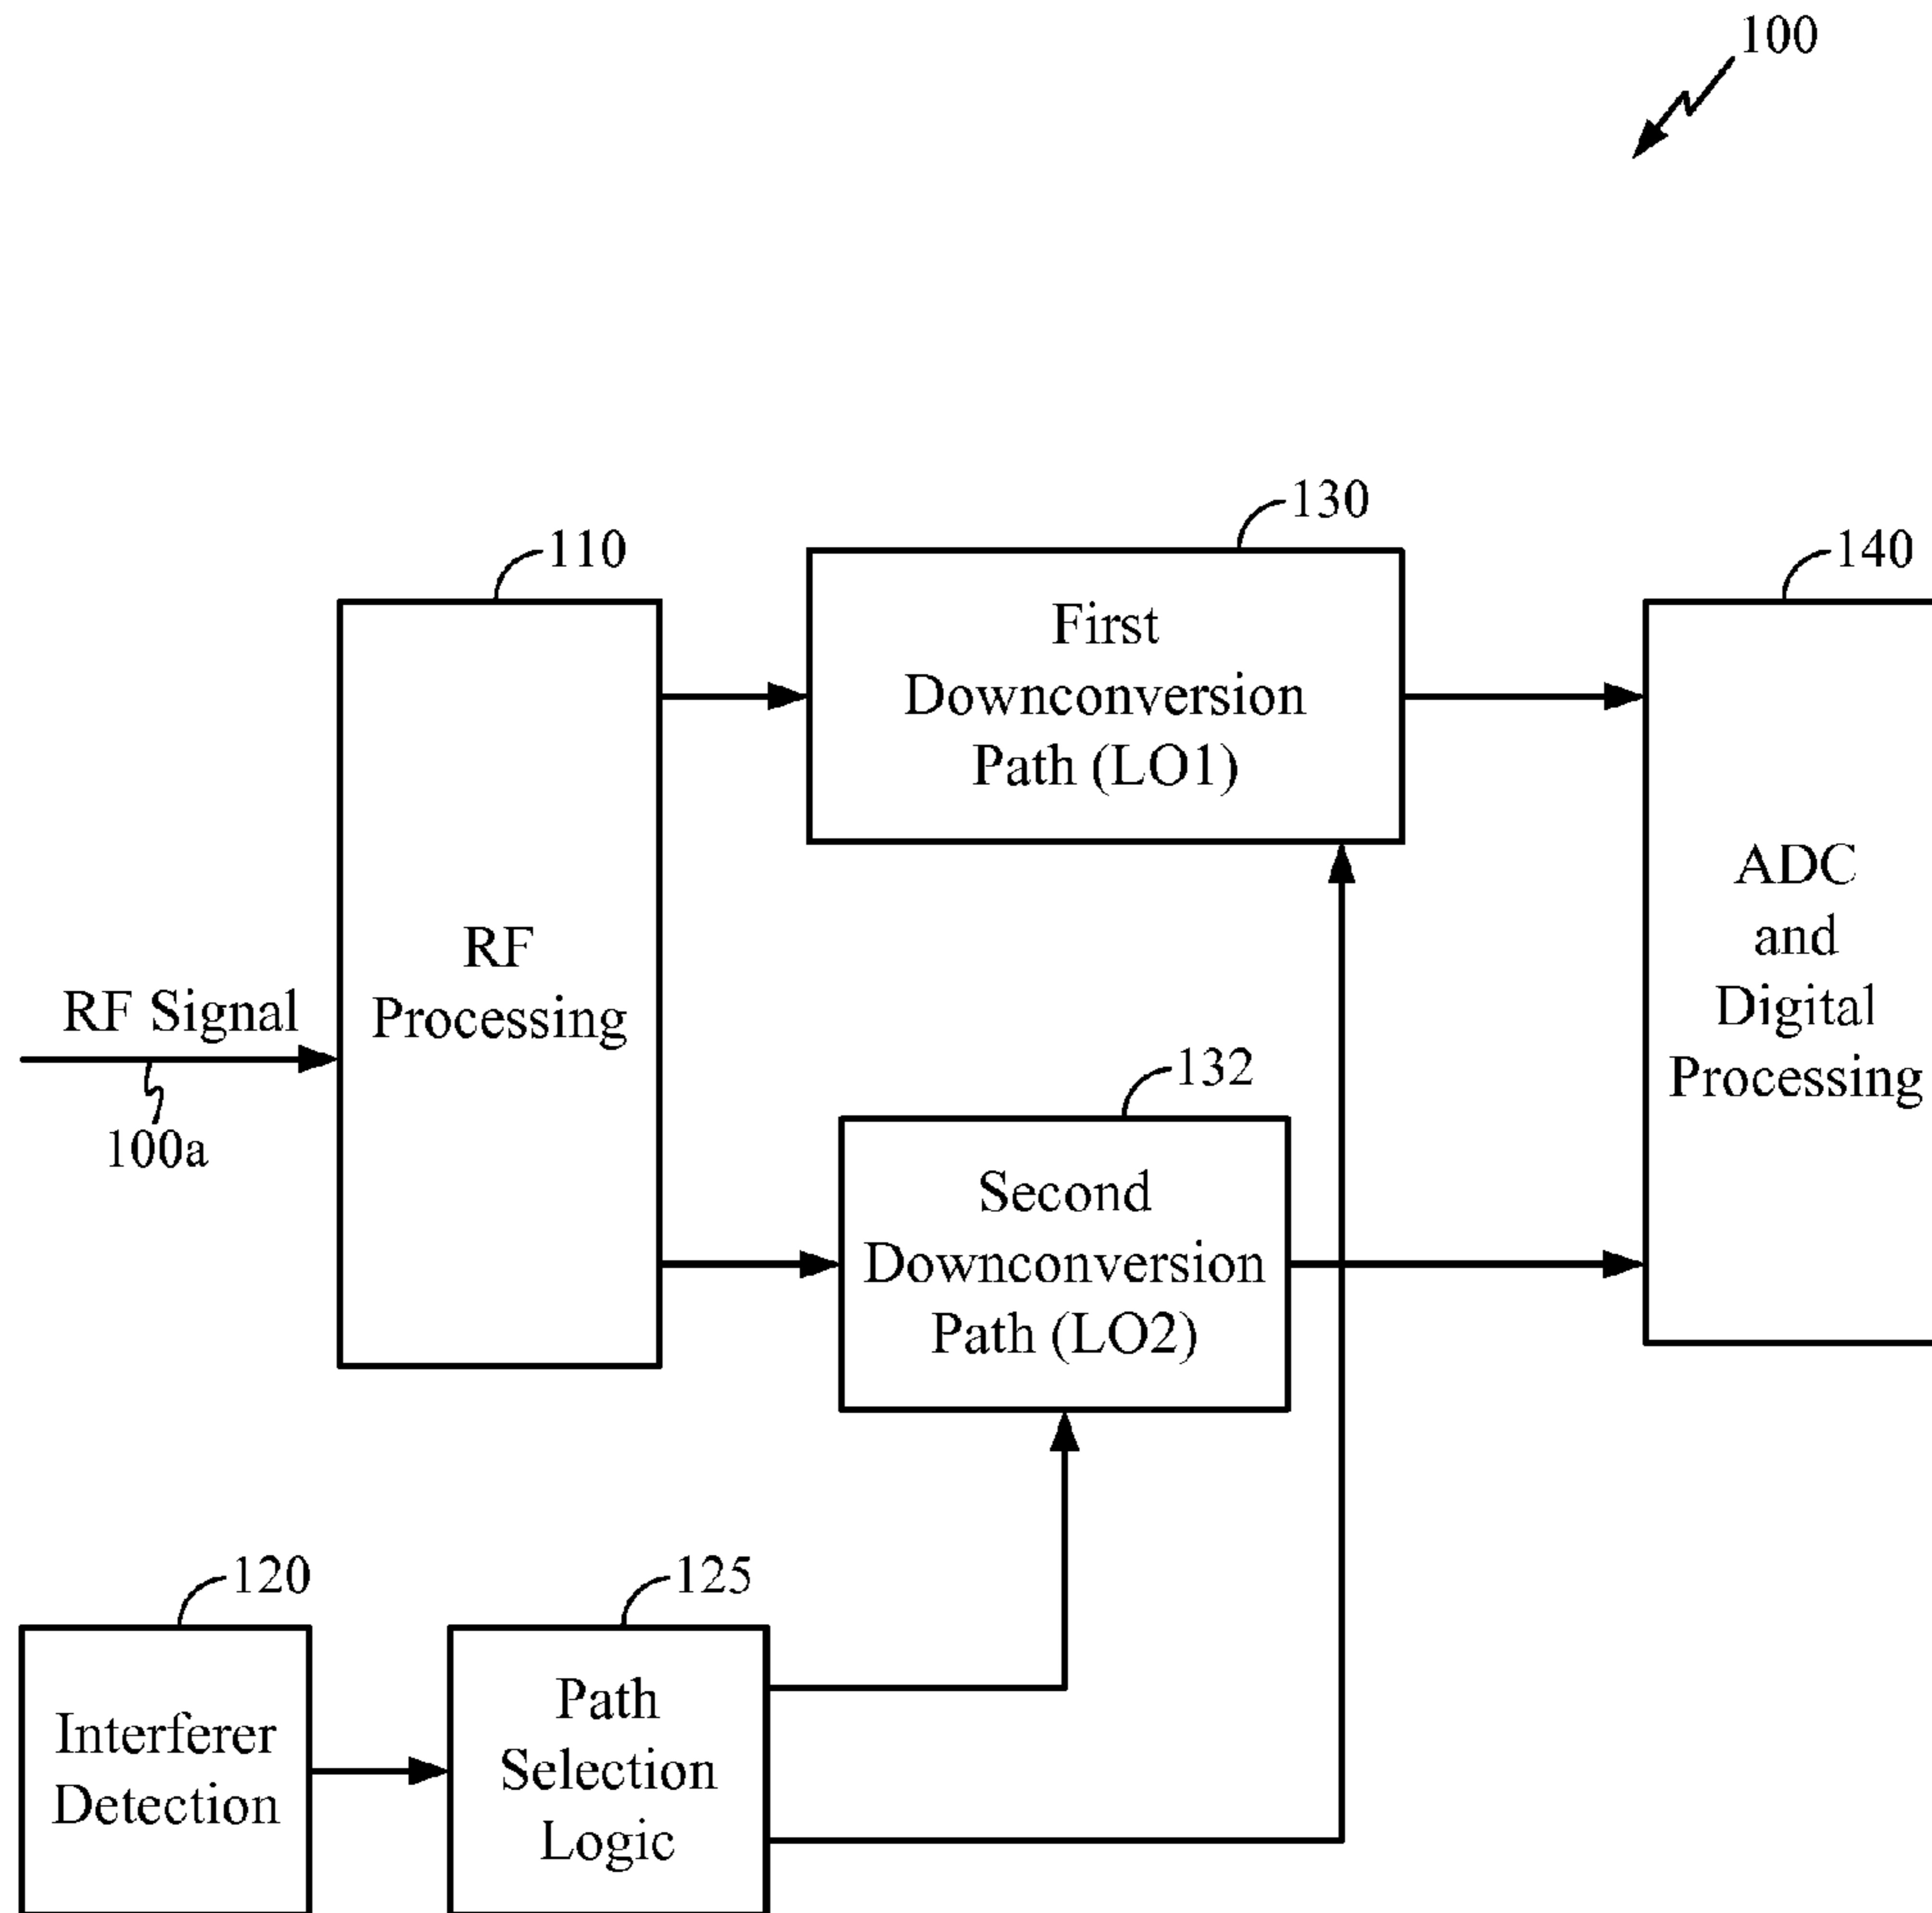 100
130
110
140
First
Downconversion
Path (LO1)
ADC
and
Digital
Processing
RF
Processing
RF Signal
100a
132
Second
Downconversion
Path (LO2)
120
125
Interferer
Detection
Path
Selection
Logic